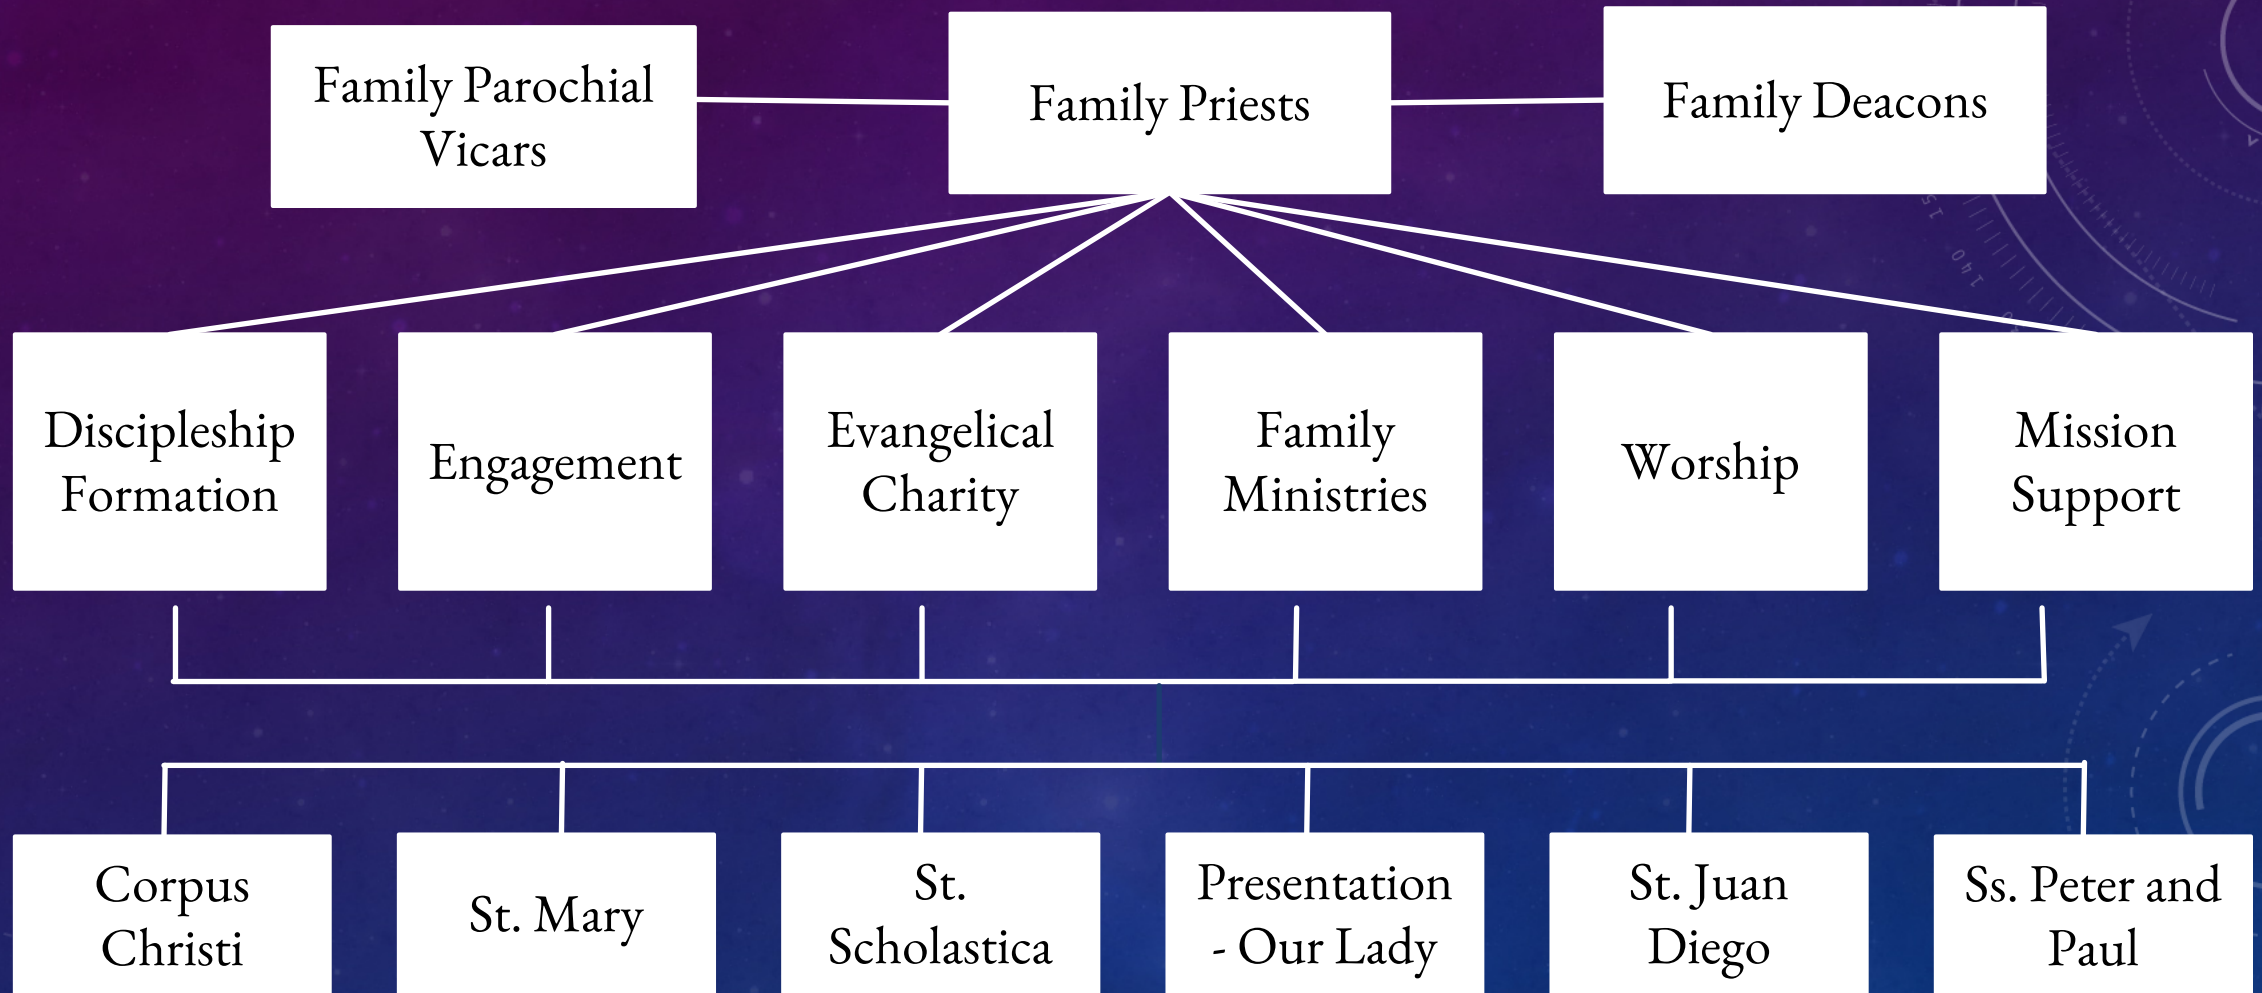 Family Parochial
Vicars
Family Priests
Family Deacons
Discipleship
Formation
Engagement
Evangelical
Charity
Family
Ministries
Worship
Mission
Support
Corpus
Christi
St. Mary
St.
Scholastica
Presentation
- Our Lady
St. Juan
Diego
Ss. Peter and
Paul
140